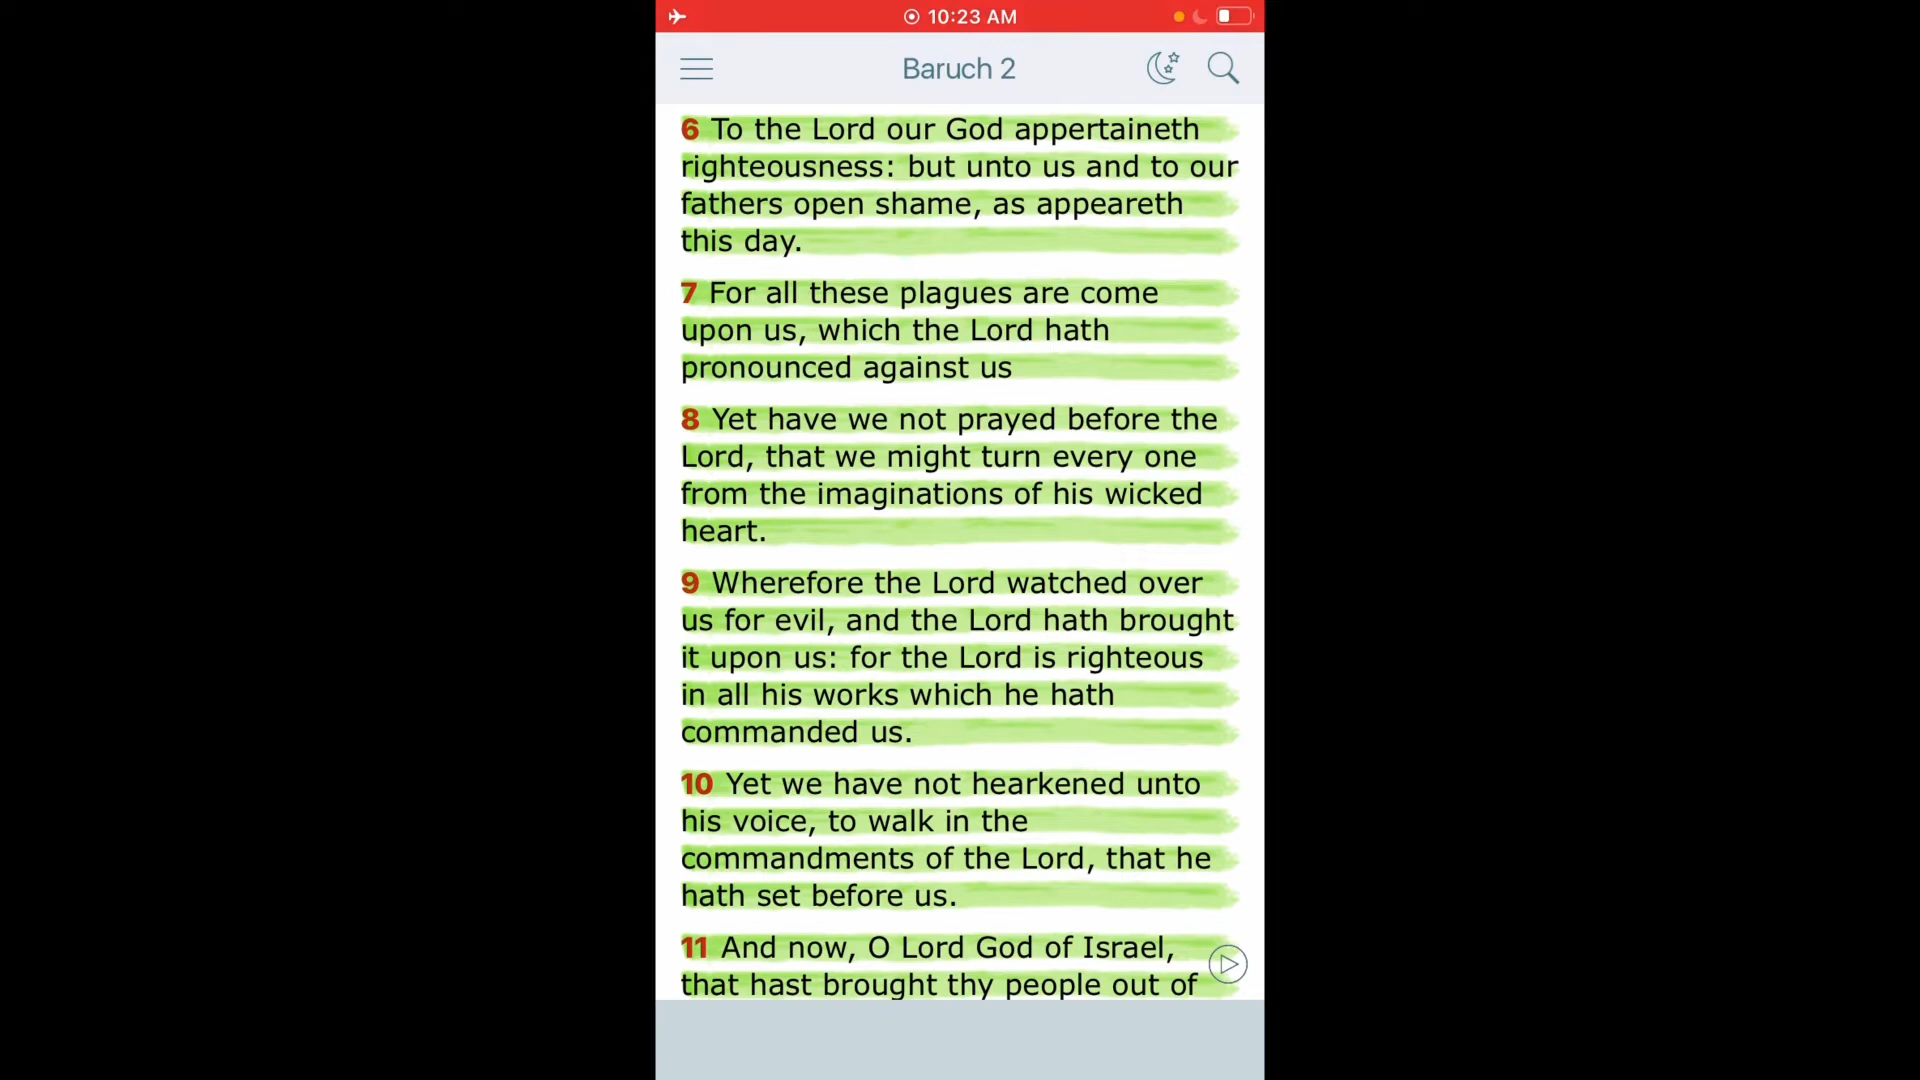 10:23 AM
Baruch 2
6 To the Lord our God appertaineth
righteousness: but unto us and to our
fathers open shame, as appeareth
this day.
7 For all these plagues are come
upon us, which the Lord hath
pronounced against us
8 Yet have we not prayed before the
Lord, that we might turn every one
from the imaginations of his wicked
heart.
9 Wherefore the Lord watched over
us for evil, and the Lord hath brought
it upon us: for the Lord is righteous
in all his works which he hath
commanded us.
10 Yet we have not hearkened unto
his voice, to walk in the
commandments of the Lord, that he
hath set before us.
11 And now, O Lord God of Israel,
that hast brought thy people out of